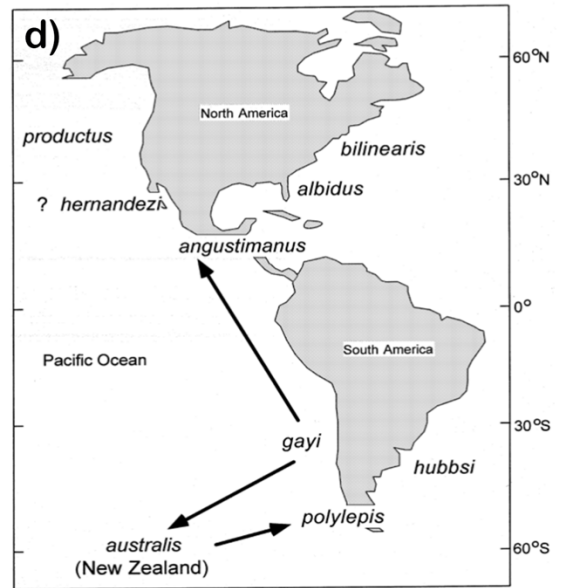 d)
60°N
North America
productus
bilinearis
albidus
30°N
? hernandezi
angustimanus
0°
South America
Pacific Ocean
30°S
gayi
hubbsi
polylepis
australis
60°S
(New Zealand)